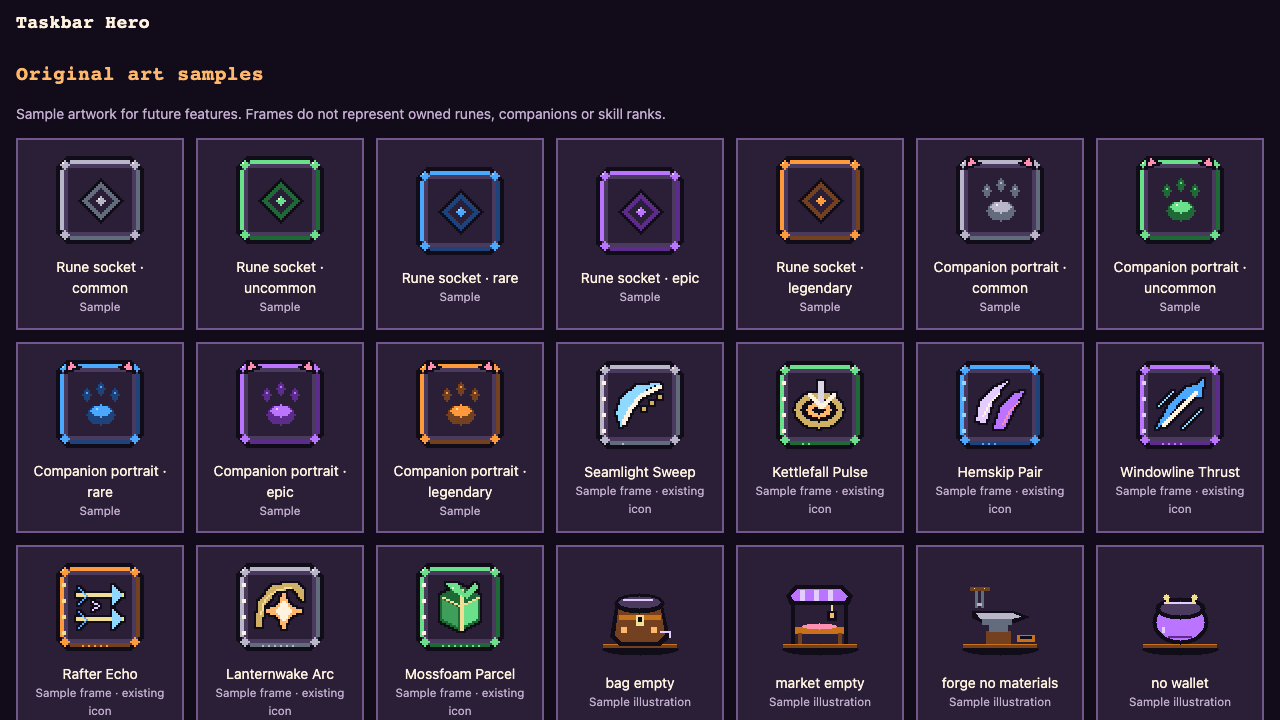 Taskbar Hero
Original art samples
Sample artwork for future features. Frames do not represent owned runes, companions or skill ranks.
Rune socket ·
common
Sample
Rune socket ·
uncommon
Sample
Rune socket · rare
Sample
Rune socket · epic
Sample
Rune socket ·
legendary
Sample
Companion portrait ·
common
Sample
Companion portrait ·
uncommon
Sample
Companion portrait ·
rare
Sample
Companion portrait ·
epic
Sample
Companion portrait ·
legendary
Sample
Seamlight Sweep
Sample frame · existing
icon
Kettlefall Pulse
Sample frame · existing
icon
Hemskip Pair
Sample frame · existing
icon
Windowline Thrust
Sample frame · existing
icon
Rafter Echo
Sample frame · existing
icon
Lanternwake Arc
Sample frame · existing
icon
Mossfoam Parcel
Sample frame · existing
icon
bag empty
Sample illustration
market empty
Sample illustration
forge no materials
Sample illustration
no wallet
Sample illustration